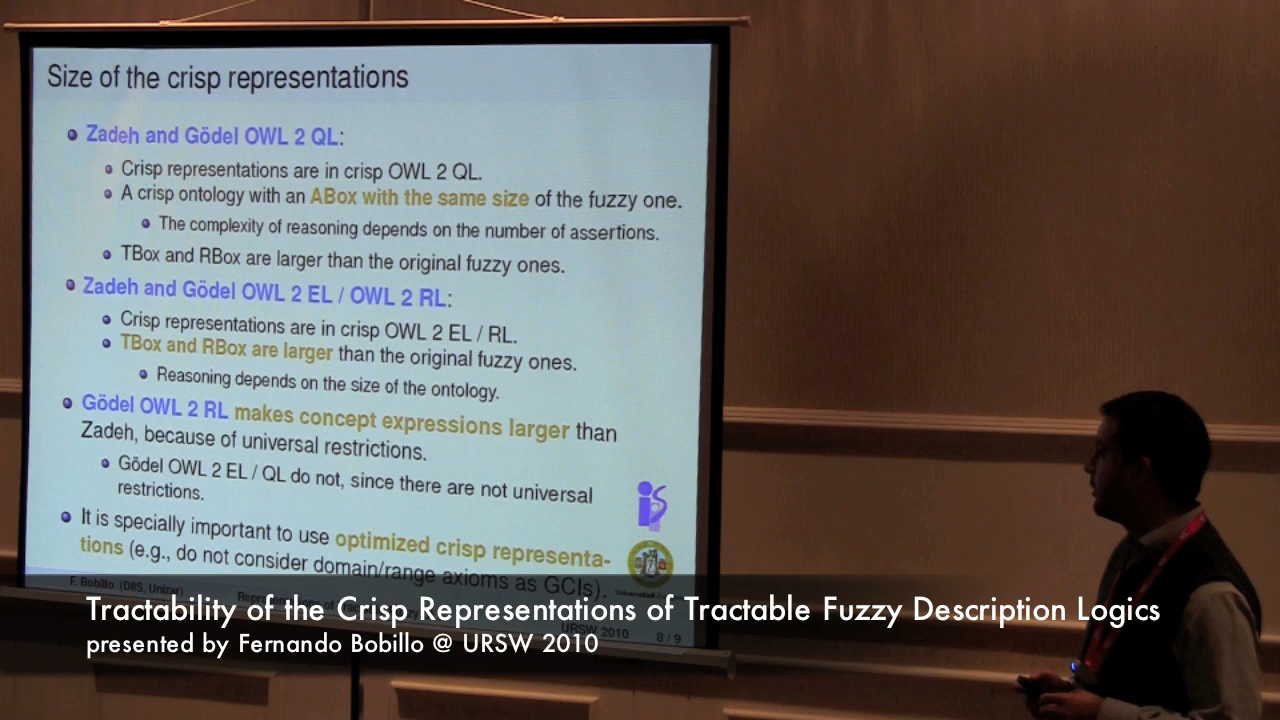 Size of the crisp representations
Zadeh and Gödel OWL 2 QL:
Crisp representations are in crisp OWL 2 QL.
A crisp ontology with an ABox with the same size of the fuzzy one.
The complexity of reasoning depends on the number of assertions.
TBox and RBox are larger than the original fuzzy ones.
Zadeh and Gödel OWL 2 EL / OWL 2 RL:
Crisp representations are in crisp OWL 2 EL / RL.
TBox and RBox are larger than the original fuzzy ones.
Reasoning depends on the size of the ontology.
Gödel OWL 2 RL makes concept expressions larger than
Zadeh, because of universal restrictions.
Gödel OWL 2 EL / QL do not, since there are not universal
restrictions.
It is specially important to use optimized crisp representa-
tions (e.g., do not consider domain/range axioms as GCIs).
F. Bobillo (DIIS, Unizar)
URSW 2010 8 / 9
Tractability of the Crisp Representations of Tractable Fuzzy Description Logics
presented by Fernando Bobillo @ URSW 2010